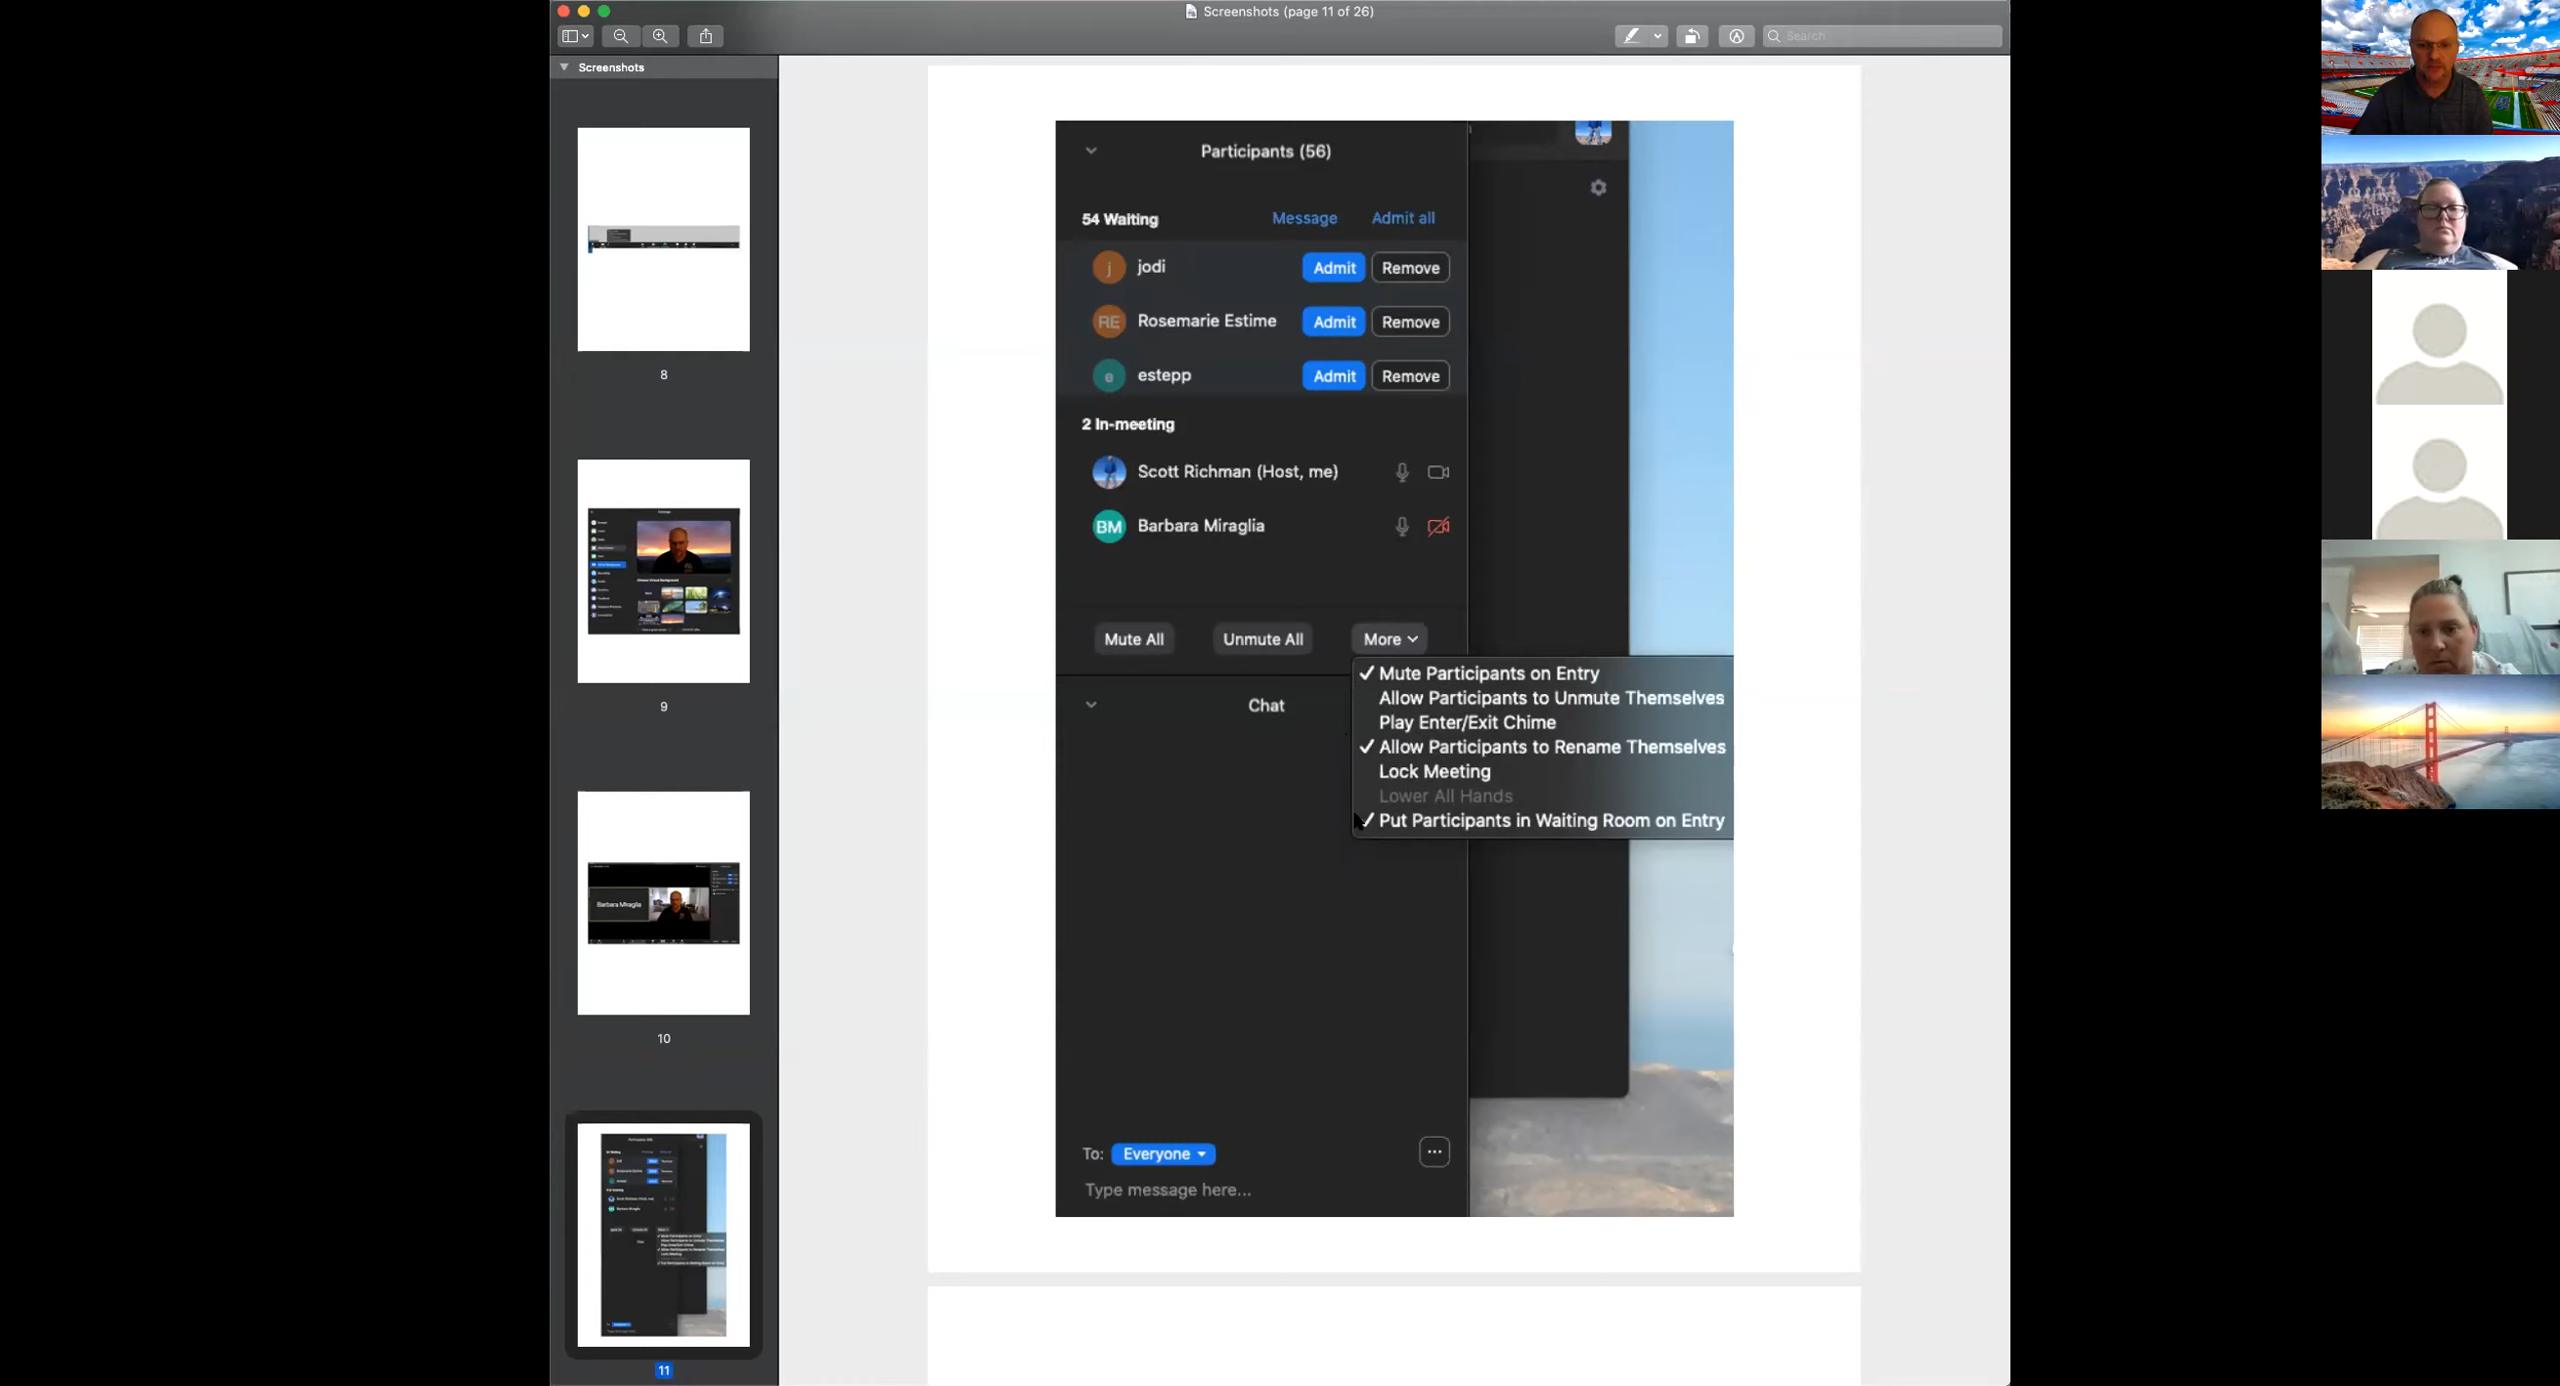 Screenshots (page 11 of 26)
Search
Screenshots
8
9
Barbara Miraglia
10
11
Participants (56)
54 Waiting Message Admit all
j jodi Admit Remove
RE Rosemarie Estime Admit Remove
e estepp Admit Remove
2 In-meeting
Scott Richman (Host, me)
BM Barbara Miraglia
Mute All Unmute All More
✓ Mute Participants on Entry
Allow Participants to Unmute Themselves
Play Enter/Exit Chime
✓ Allow Participants to Rename Themselves
Lock Meeting
Lower All Hands
✓ Put Participants in Waiting Room on Entry
Chat
To: Everyone
Type message here...